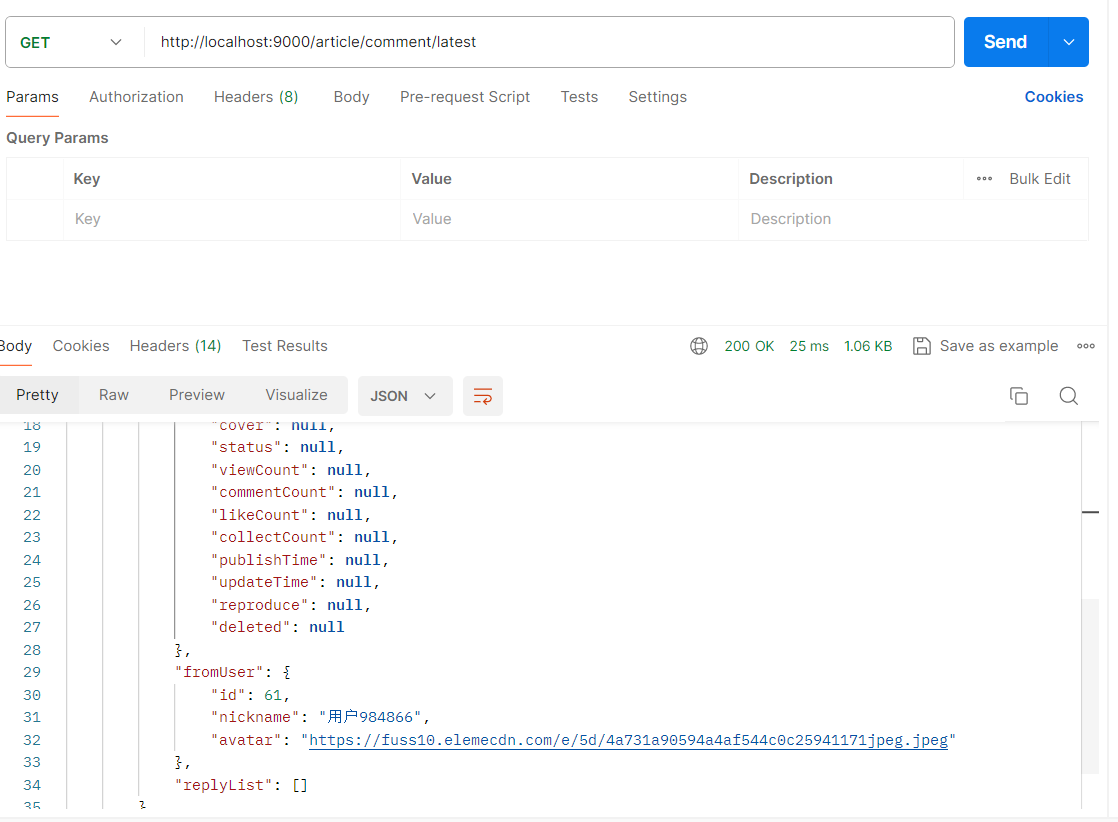 GET http://localhost:9000/article/comment/latest Send
Params Authorization Headers (8) Body Pre-request Script Tests Settings Cookies
Query Params
Key Value Description Bulk Edit
Key Value Description
Body Cookies Headers (14) Test Results 200 OK 25 ms 1.06 KB Save as example
Pretty Raw Preview Visualize JSON
18 "cover": null,
19 "status": null,
20 "viewCount": null,
21 "commentCount": null,
22 "likeCount": null,
23 "collectCount": null,
24 "publishTime": null,
25 "updateTime": null,
26 "reproduce": null,
27 "deleted": null
28 },
29 "fromUser": {
30 "id": 61,
31 "nickname": "用户984866",
32 "avatar": "https://fuss10.elemecdn.com/e/5d/4a731a90594a4af544c0c25941171jpeg.jpeg"
33 },
34 "replyList": []
35 }